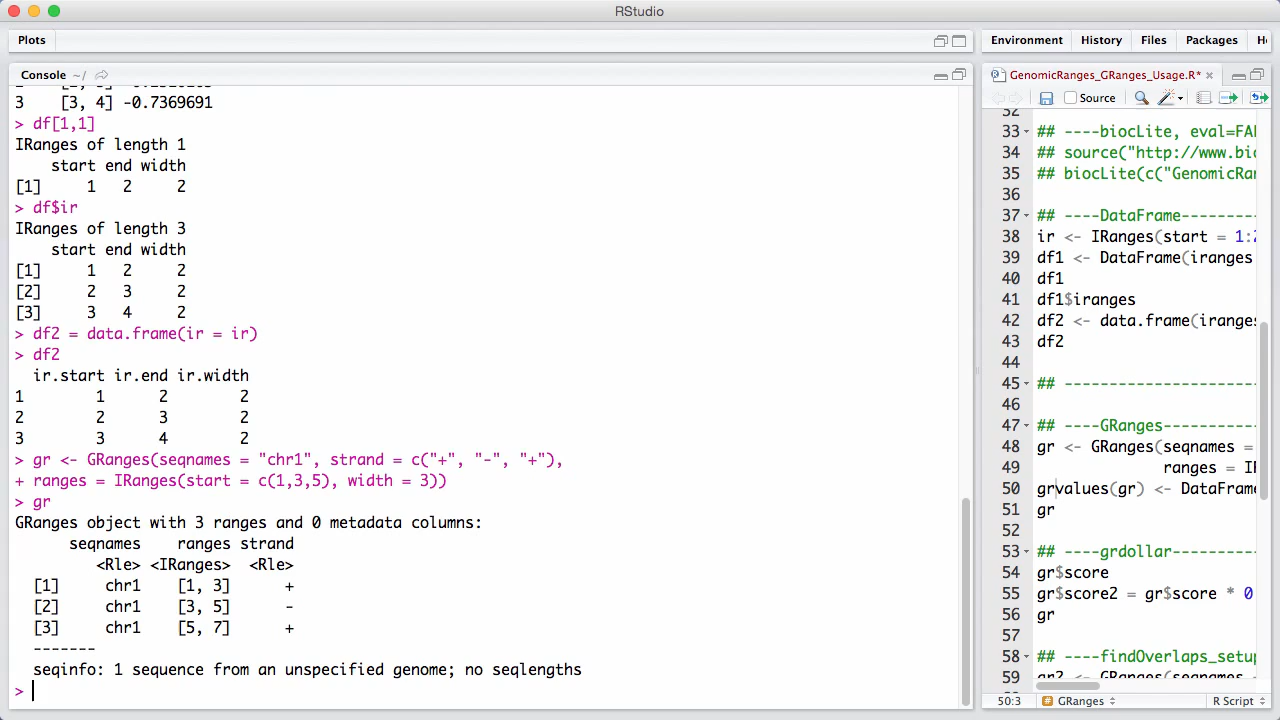 RStudio
Plots
Console ~/
3    [3, 4] -0.7369691
> df[1,1]
IRanges of length 1
    start end width
[1]     1   2     2
> df$ir
IRanges of length 3
    start end width
[1]     1   2     2
[2]     2   3     2
[3]     3   4     2
> df2 = data.frame(ir = ir)
> df2
  ir.start ir.end ir.width
1        1      2        2
2        2      3        2
3        3      4        2
> gr <- GRanges(seqnames = "chr1", strand = c("+", "-", "+"),
+ ranges = IRanges(start = c(1,3,5), width = 3))
> gr
GRanges object with 3 ranges and 0 metadata columns:
      seqnames    ranges strand
         <Rle> <IRanges>  <Rle>
  [1]     chr1    [1, 3]      +
  [2]     chr1    [3, 5]      -
  [3]     chr1    [5, 7]      +
  -------
  seqinfo: 1 sequence from an unspecified genome; no seqlengths
>
Environment History Files Packages
GenomicRanges_GRanges_Usage.R*
Source
32
33 ## ----biocLite, eval=FA
34 ## source("http://www.bio
35 ## biocLite(c("GenomicRa
36
37 ## ----DataFrame---------
38 ir <- IRanges(start = 1:
39 df1 <- DataFrame(iranges
40 df1
41 df1$iranges
42 df2 <- data.frame(iranges
43 df2
44
45 ## ------------------------
46
47 ## ----GRanges-----------
48 gr <- GRanges(seqnames =
49               ranges = IR
50 grvalues(gr) <- DataFrame
51 gr
52
53 ## ----grdollar----------
54 gr$score
55 gr$score2 = gr$score * 0
56 gr
57
58 ## ----findOverlaps_setup
59 gr2 <- GRanges(seqnames
50:3 # GRanges R Script